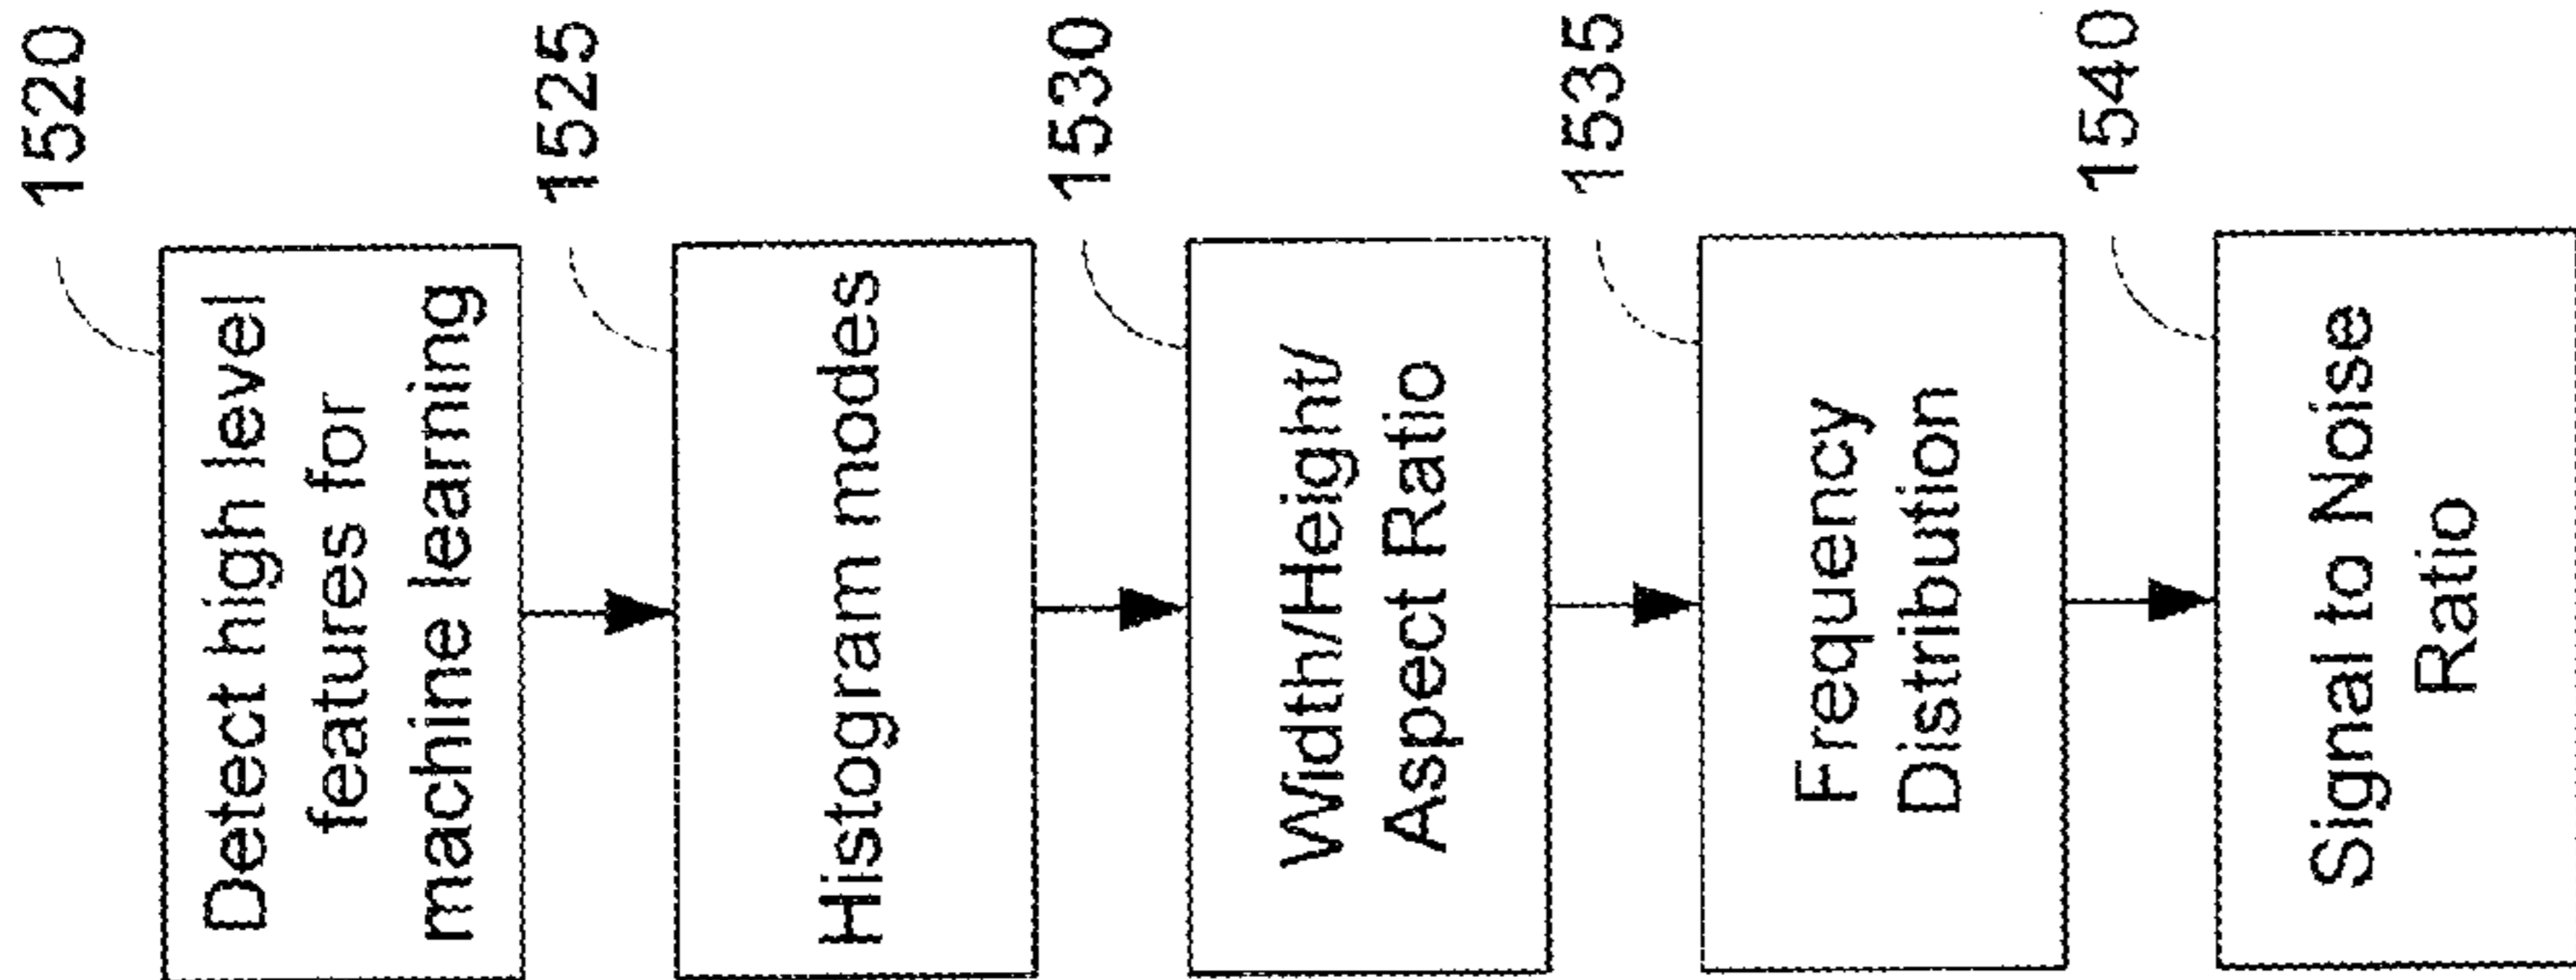 1520
Detect high level
features for
machine learning
1525
Histogram modes
1530
Width/Height/
Aspect Ratio
1535
Frequency
Distribution
1540
Signal to Noise
Ratio